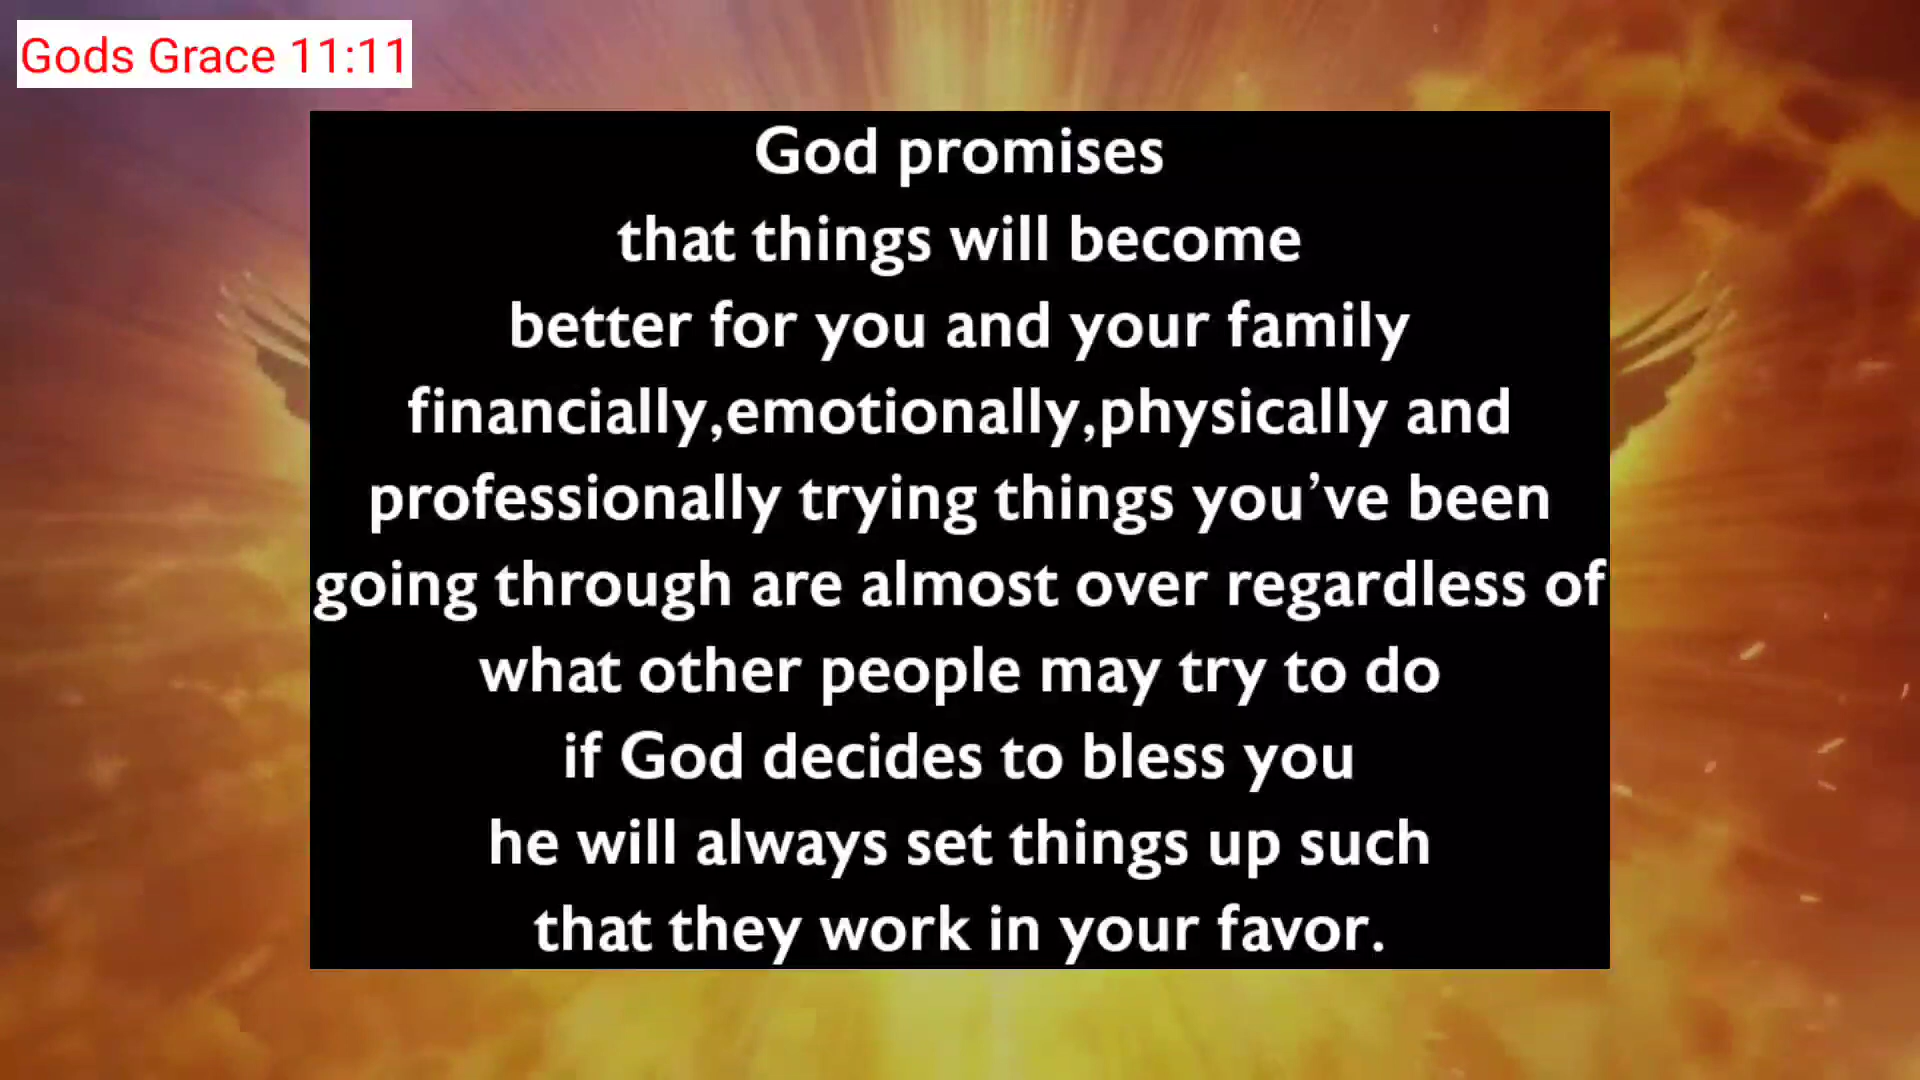 Gods Grace 11:11
God promises
that things will become
better for you and your family
financially,emotionally,physically and
professionally trying things you’ve been
going through are almost over regardless of
what other people may try to do
if God decides to bless you
he will always set things up such
that they work in your favor.